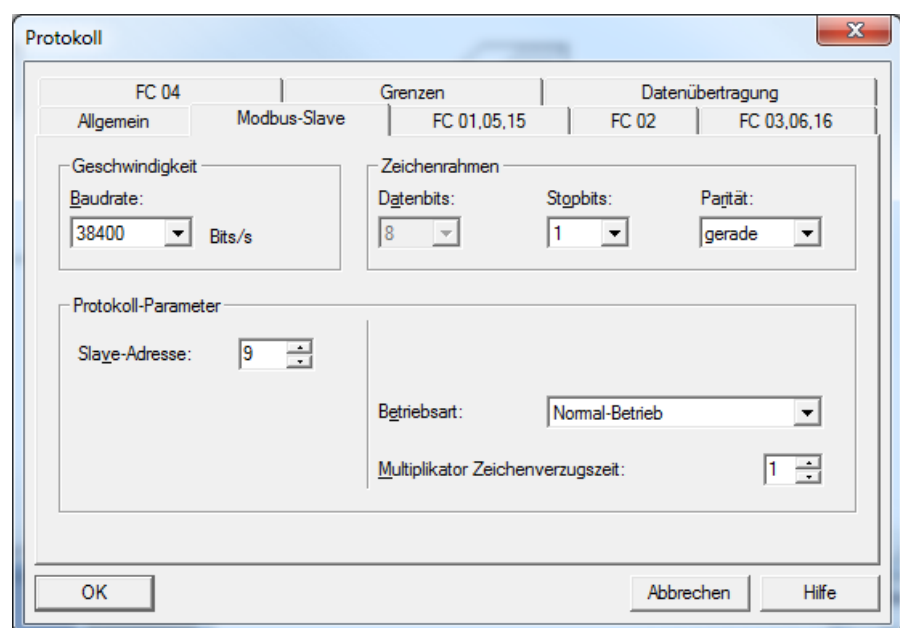 Protokoll
FC 04 Grenzen Datenübertragung
Allgemein Modbus-Slave FC 01,05,15 FC 02 FC 03,06,16
Geschwindigkeit Zeichenrahmen
Baudrate: Datenbits: Stopbits: Parität:
38400 Bits/s 8 1 gerade
Protokoll-Parameter
Slave-Adresse: 9
Betriebsart: Normal-Betrieb
Multiplikator Zeichenverzugszeit: 1
OK Abbrechen Hilfe